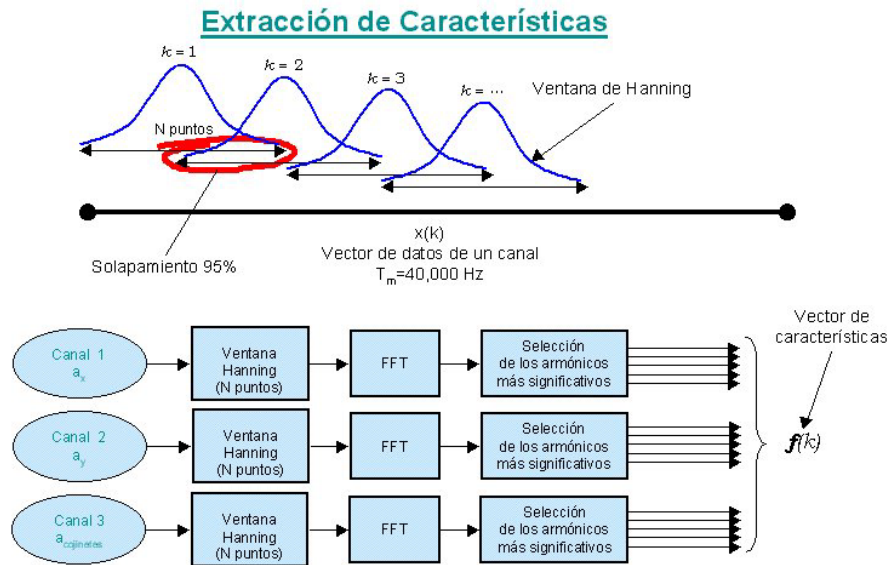 Extracción de Características
k = 1
k = 2
k = 3
k = ...
Ventana de Hanning
N puntos
Solapamiento 95%
x(k)
Vector de datos de un canal
Tm=40,000 Hz
Vector de
características
Canal 1
ax
Ventana
Hanning
(N puntos)
FFT
Selección
de los armónicos
más significativos
Canal 2
ay
Ventana
Hanning
(N puntos)
FFT
Selección
de los armónicos
más significativos
f(k)
Canal 3
acojinetes
Ventana
Hanning
(N puntos)
FFT
Selección
de los armónicos
más significativos